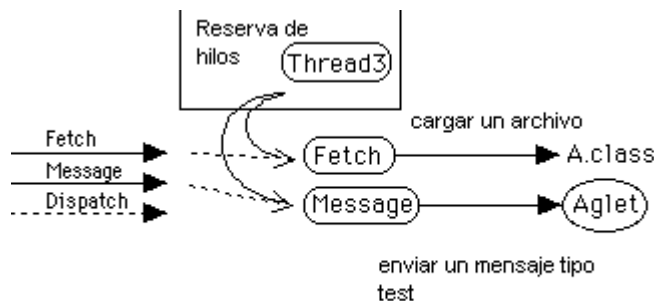 Reserva de
hilos
Thread3
cargar un archivo
Fetch
Fetch
A.class
Message
Message
Aglet
Dispatch
enviar un mensaje tipo
test